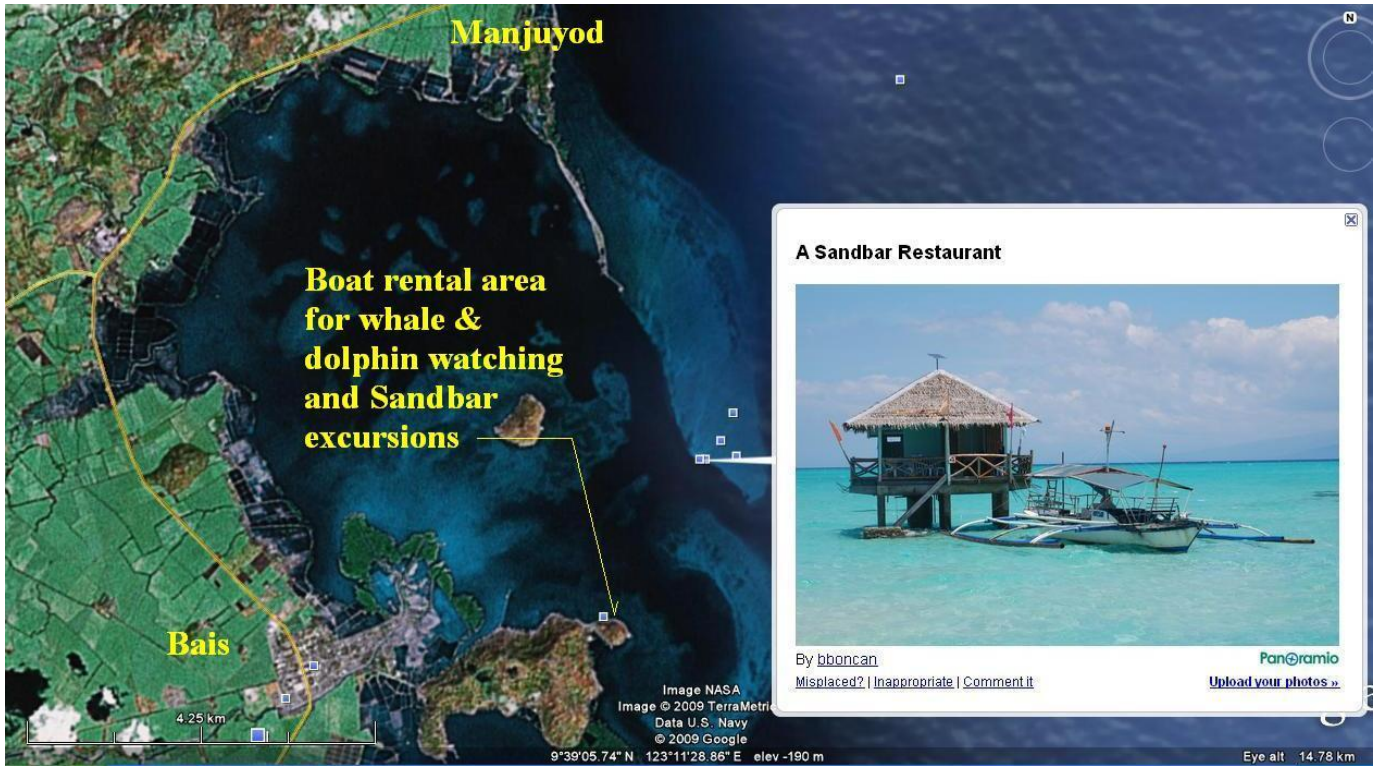 Manjuyod
N
Boat rental area
for whale &
dolphin watching
and Sandbar
excursions
Bais
A Sandbar Restaurant
By bboncan
Panoramio
Misplaced? | Inappropriate | Comment it
Upload your photos »
4.25 km
Image NASA
Image © 2009 TerraMetric
Data U.S. Navy
© 2009 Google
9°39'05.74" N 123°11'28.86" E elev -190 m
Eye alt 14.78 km